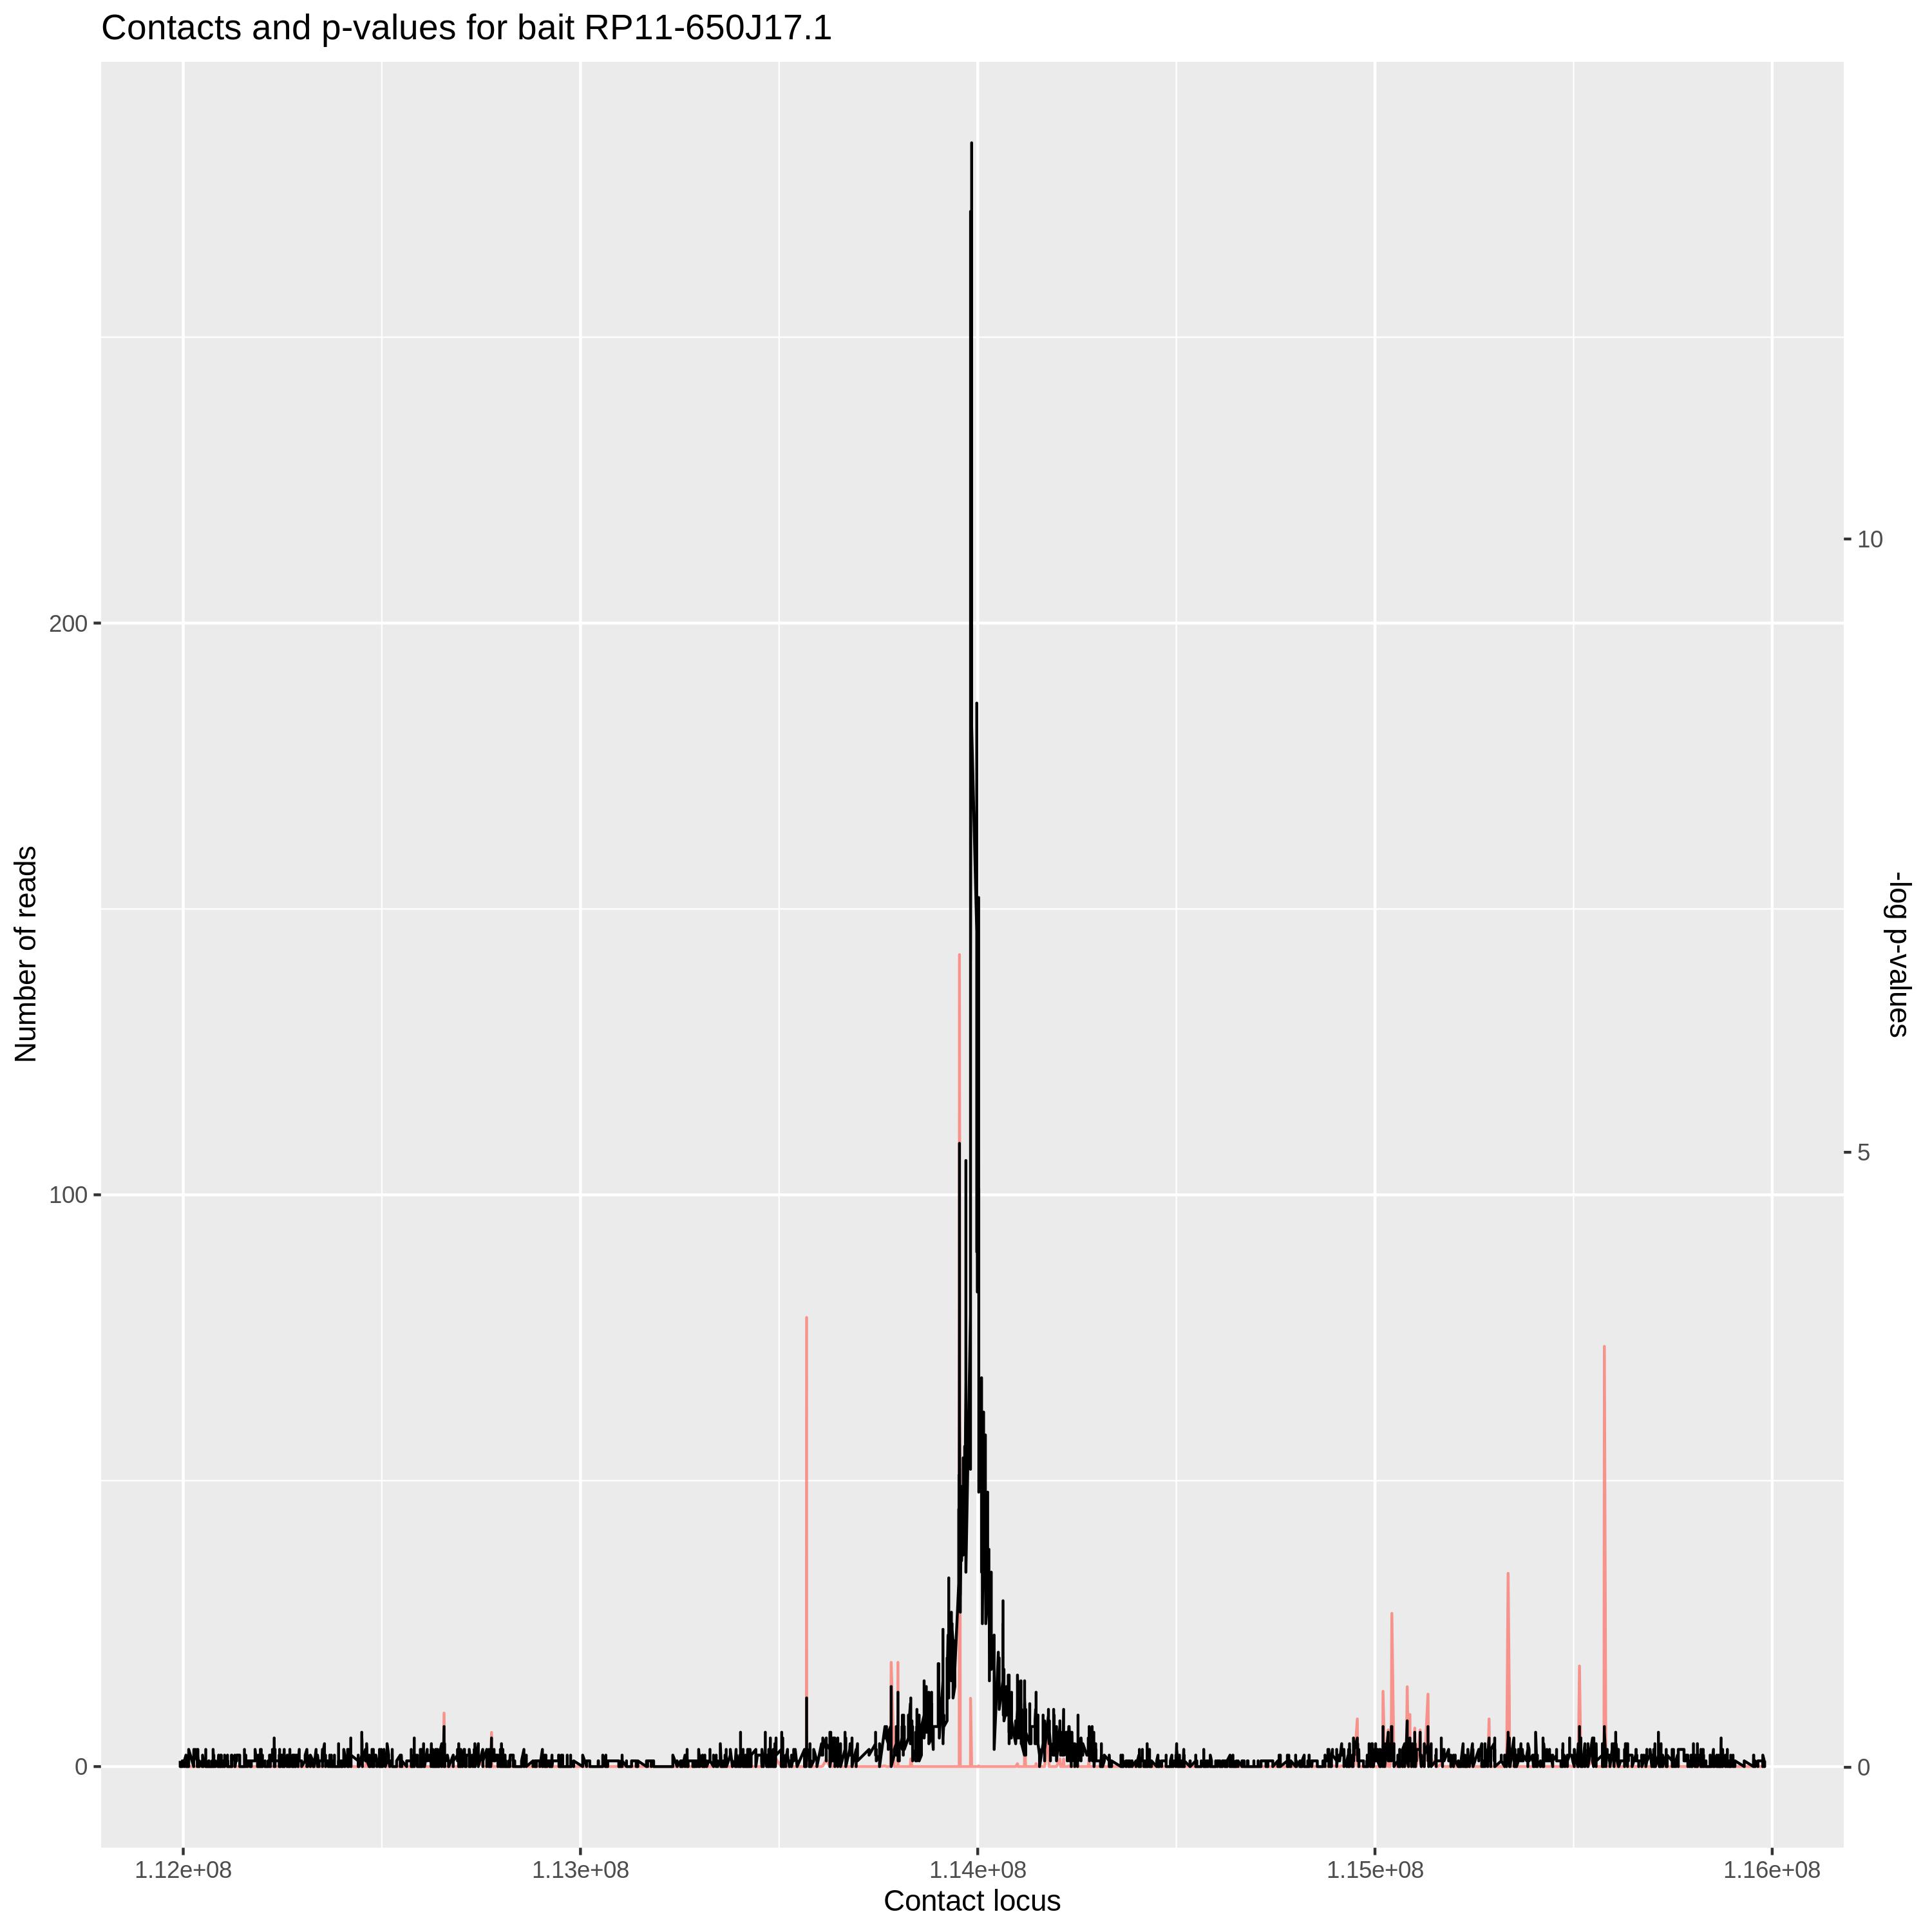 Contacts and p-values for bait RP11-650J17.1
Number of reads
200
100
0
10
5
0
-log p-values
1.12e+08 1.13e+08 1.14e+08 1.15e+08 1.16e+08
Contact locus